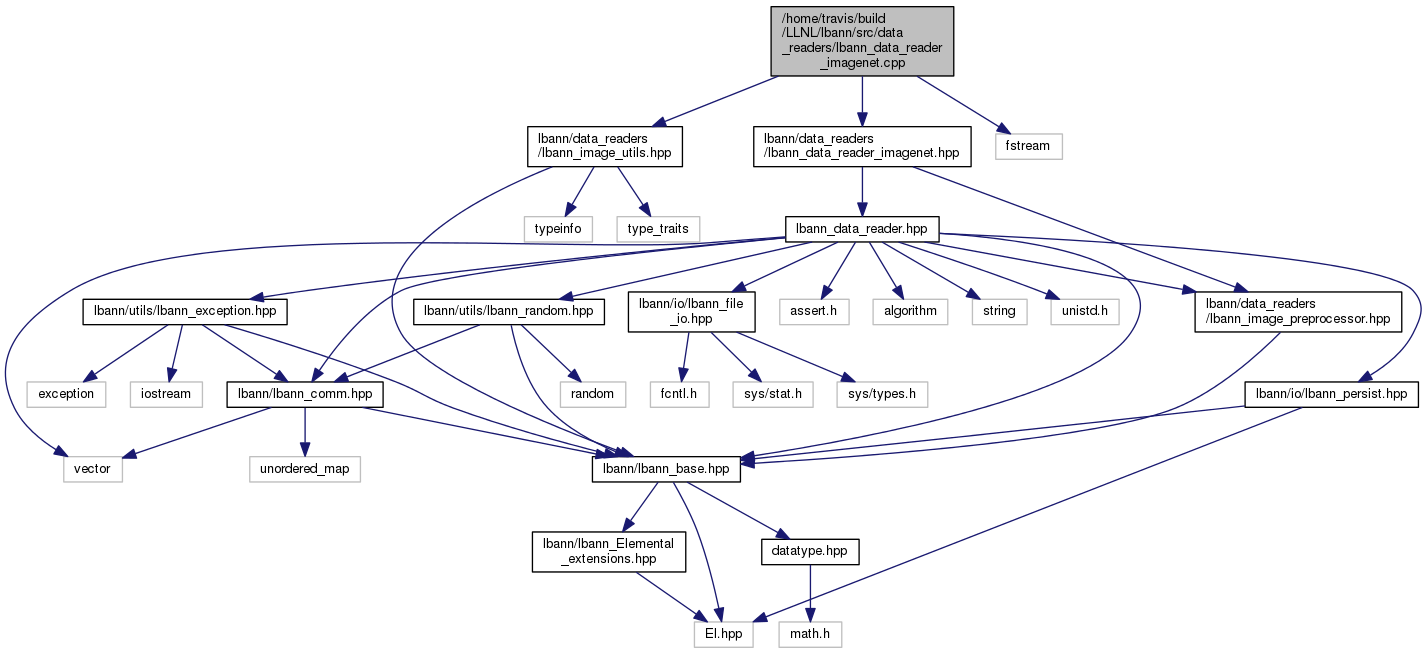 /home/travis/build
/LLNL/lbann/src/data
_readers/lbann_data_reader
_imagenet.cpp
lbann/data_readers
/lbann_image_utils.hpp
lbann/data_readers
/lbann_data_reader_imagenet.hpp
fstream
typeinfo
type_traits
lbann_data_reader.hpp
lbann/utils/lbann_exception.hpp
lbann/utils/lbann_random.hpp
lbann/io/lbann_file
_io.hpp
assert.h
algorithm
string
unistd.h
lbann/data_readers
/lbann_image_preprocessor.hpp
exception
iostream
lbann/lbann_comm.hpp
random
fcntl.h
sys/stat.h
sys/types.h
lbann/io/lbann_persist.hpp
vector
unordered_map
lbann/lbann_base.hpp
lbann/lbann_Elemental
_extensions.hpp
datatype.hpp
El.hpp
math.h